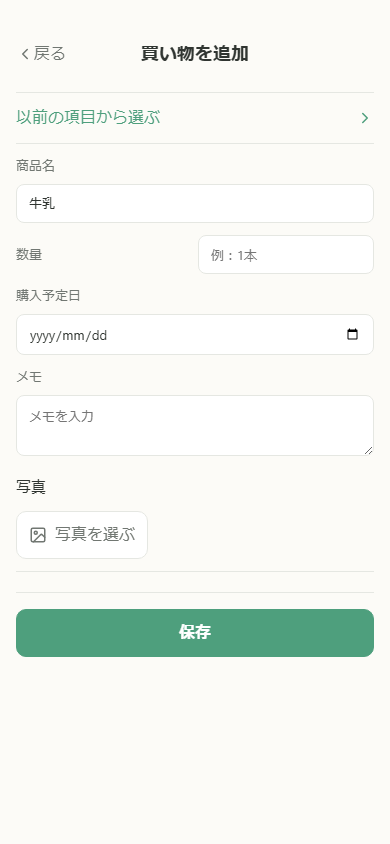 戻る
買い物を追加
以前の項目から選ぶ
商品名
牛乳
数量
例：1本
購入予定日
yyyy/mm/dd
メモ
メモを入力
写真
写真を選ぶ
保存